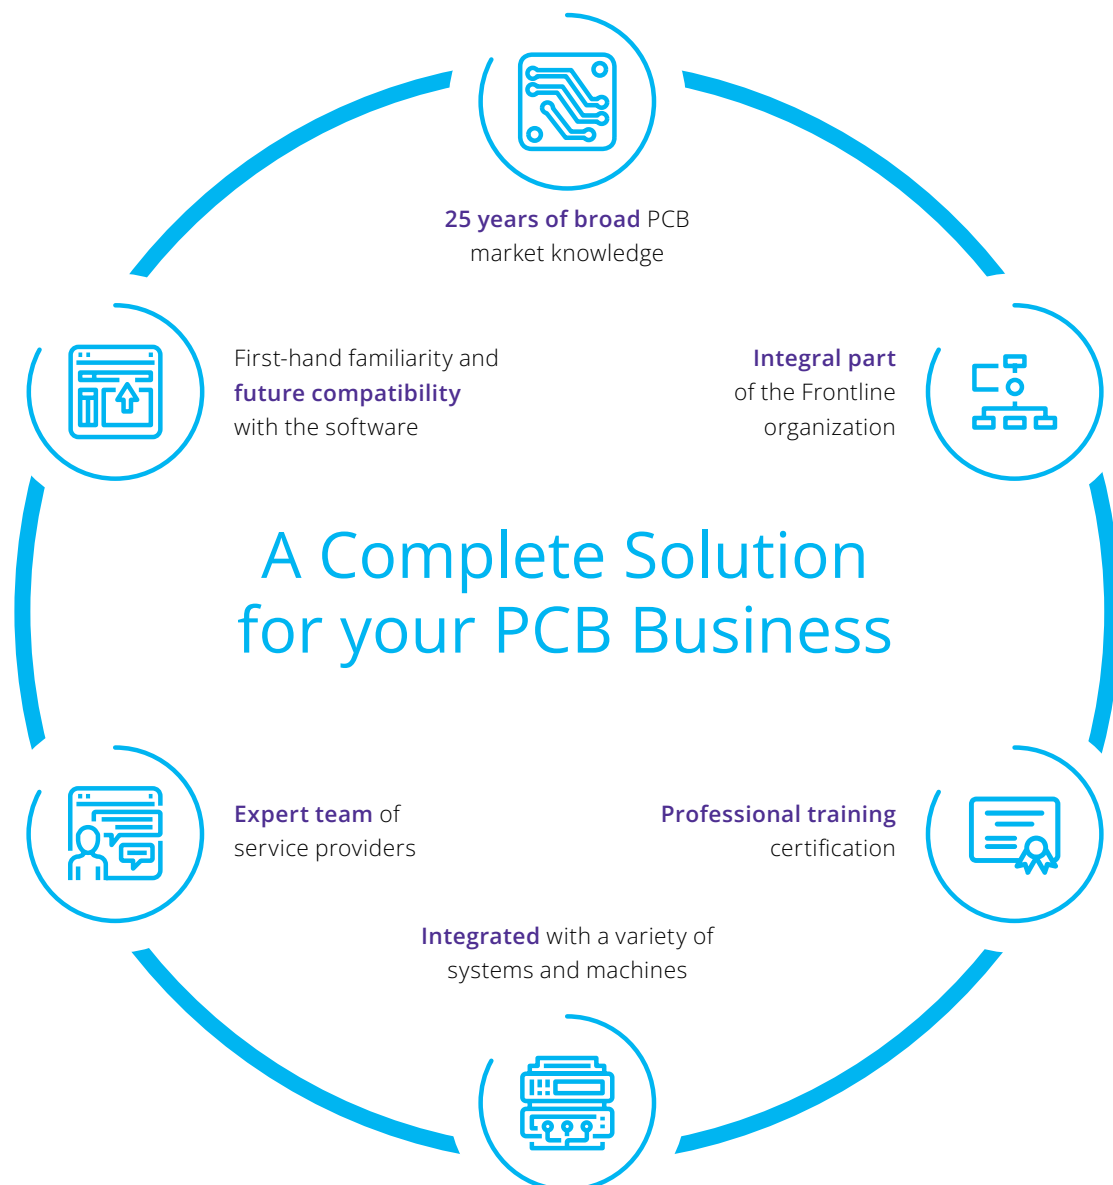 25 years of broad PCB
market knowledge
First-hand familiarity and
future compatibility
with the software
Integral part
of the Frontline
organization
A Complete Solution
for your PCB Business
Expert team of
service providers
Professional training
certification
Integrated with a variety of
systems and machines